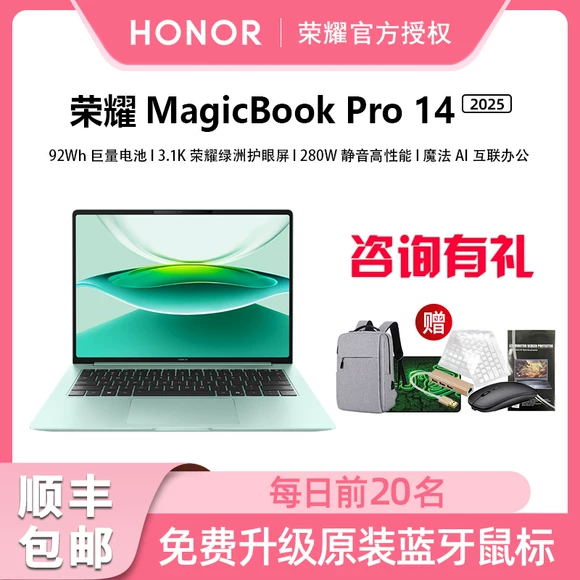 HONOR | 荣耀官方授权
荣耀 MagicBook Pro 14 2025
92Wh 巨量电池 I 3.1K 荣耀绿洲护眼屏 I 280W 静音高性能 I 魔法 AI 互联办公
咨询有礼
赠
顺丰
包邮
每日前20名
免费升级原装蓝牙鼠标